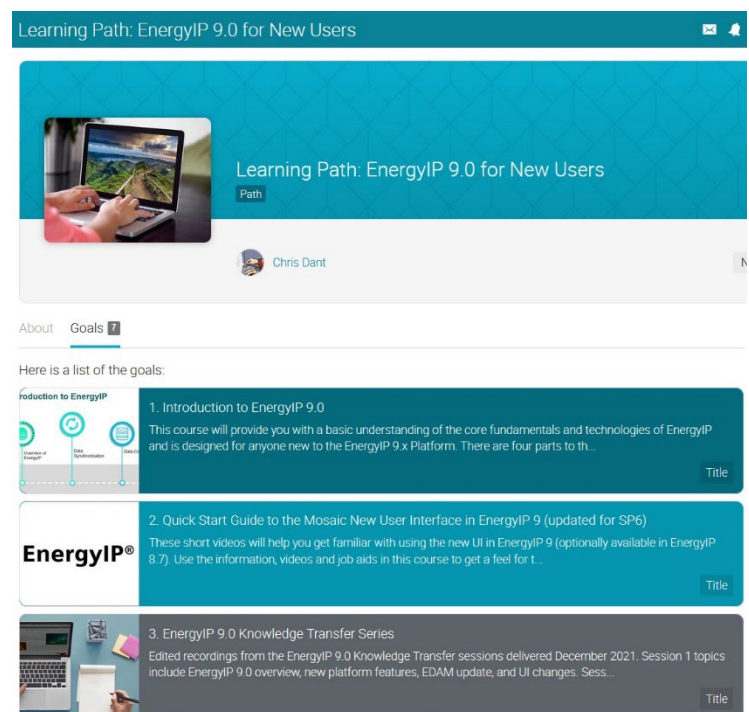 Learning Path: EnergyIP 9.0 for New Users
Learning Path: EnergyIP 9.0 for New Users
Path
Chris Dant
N
About Goals 7
Here is a list of the goals:
roduction to EnergyIP
Overview of EnergyIP
Data Synchronization
Data Co
1. Introduction to EnergyIP 9.0
This course will provide you with a basic understanding of the core fundamentals and technologies of EnergyIP
and is designed for anyone new to the EnergyIP 9.x Platform. There are four parts to th...
Title
EnergyIP®
2. Quick Start Guide to the Mosaic New User Interface in EnergyIP 9 (updated for SP6)
These short videos will help you get familiar with using the new UI in EnergyIP 9 (optionally available in EnergyIP
8.7). Use the information, videos and job aids in this course to get a feel for t...
Title
3. EnergyIP 9.0 Knowledge Transfer Series
Edited recordings from the EnergyIP 9.0 Knowledge Transfer sessions delivered December 2021. Session 1 topics
include EnergyIP 9.0 overview, new platform features, EDAM update, and UI changes. Sess...
Title